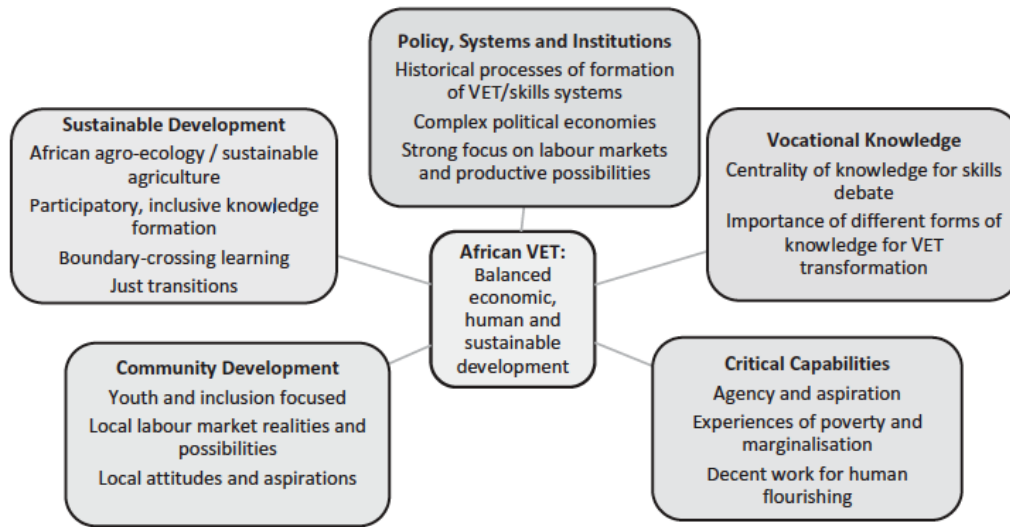 Policy, Systems and Institutions
Historical processes of formation
of VET/skills systems
Complex political economies
Strong focus on labour markets
and productive possibilities
Sustainable Development
African agro-ecology / sustainable
agriculture
Participatory, inclusive knowledge
formation
Boundary-crossing learning
Just transitions
Vocational Knowledge
Centrality of knowledge for skills
debate
Importance of different forms of
knowledge for VET
transformation
African VET:
Balanced
economic,
human and
sustainable
development
Community Development
Youth and inclusion focused
Local labour market realities and
possibilities
Local attitudes and aspirations
Critical Capabilities
Agency and aspiration
Experiences of poverty and
marginalisation
Decent work for human
flourishing